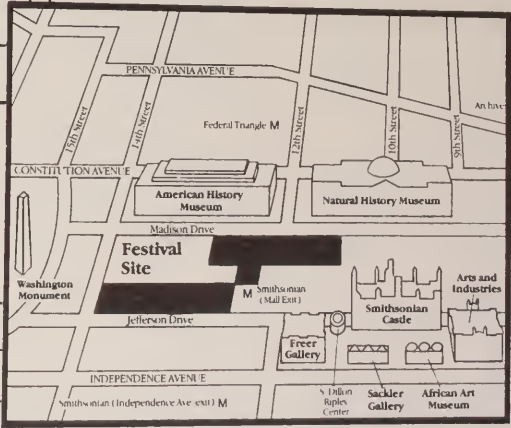 PENNSYLVANIA AVENUE
15th Street
14th Street
12th Street
10th Street
9th Street
Archives
Federal Triangle M
CONSTITUTION AVENUE
American History
Museum
Natural History Museum
Madison Drive
Festival
Site
Washington
Monument
M Smithsonian
(Mall Exit)
Smithsonian
Castle
Arts and
Industries
Jefferson Drive
Freer
Gallery
S. Dillon
Ripley
Center
Sackler
Gallery
African Art
Museum
INDEPENDENCE AVENUE
Smithsonian (Independence Ave. exit) M